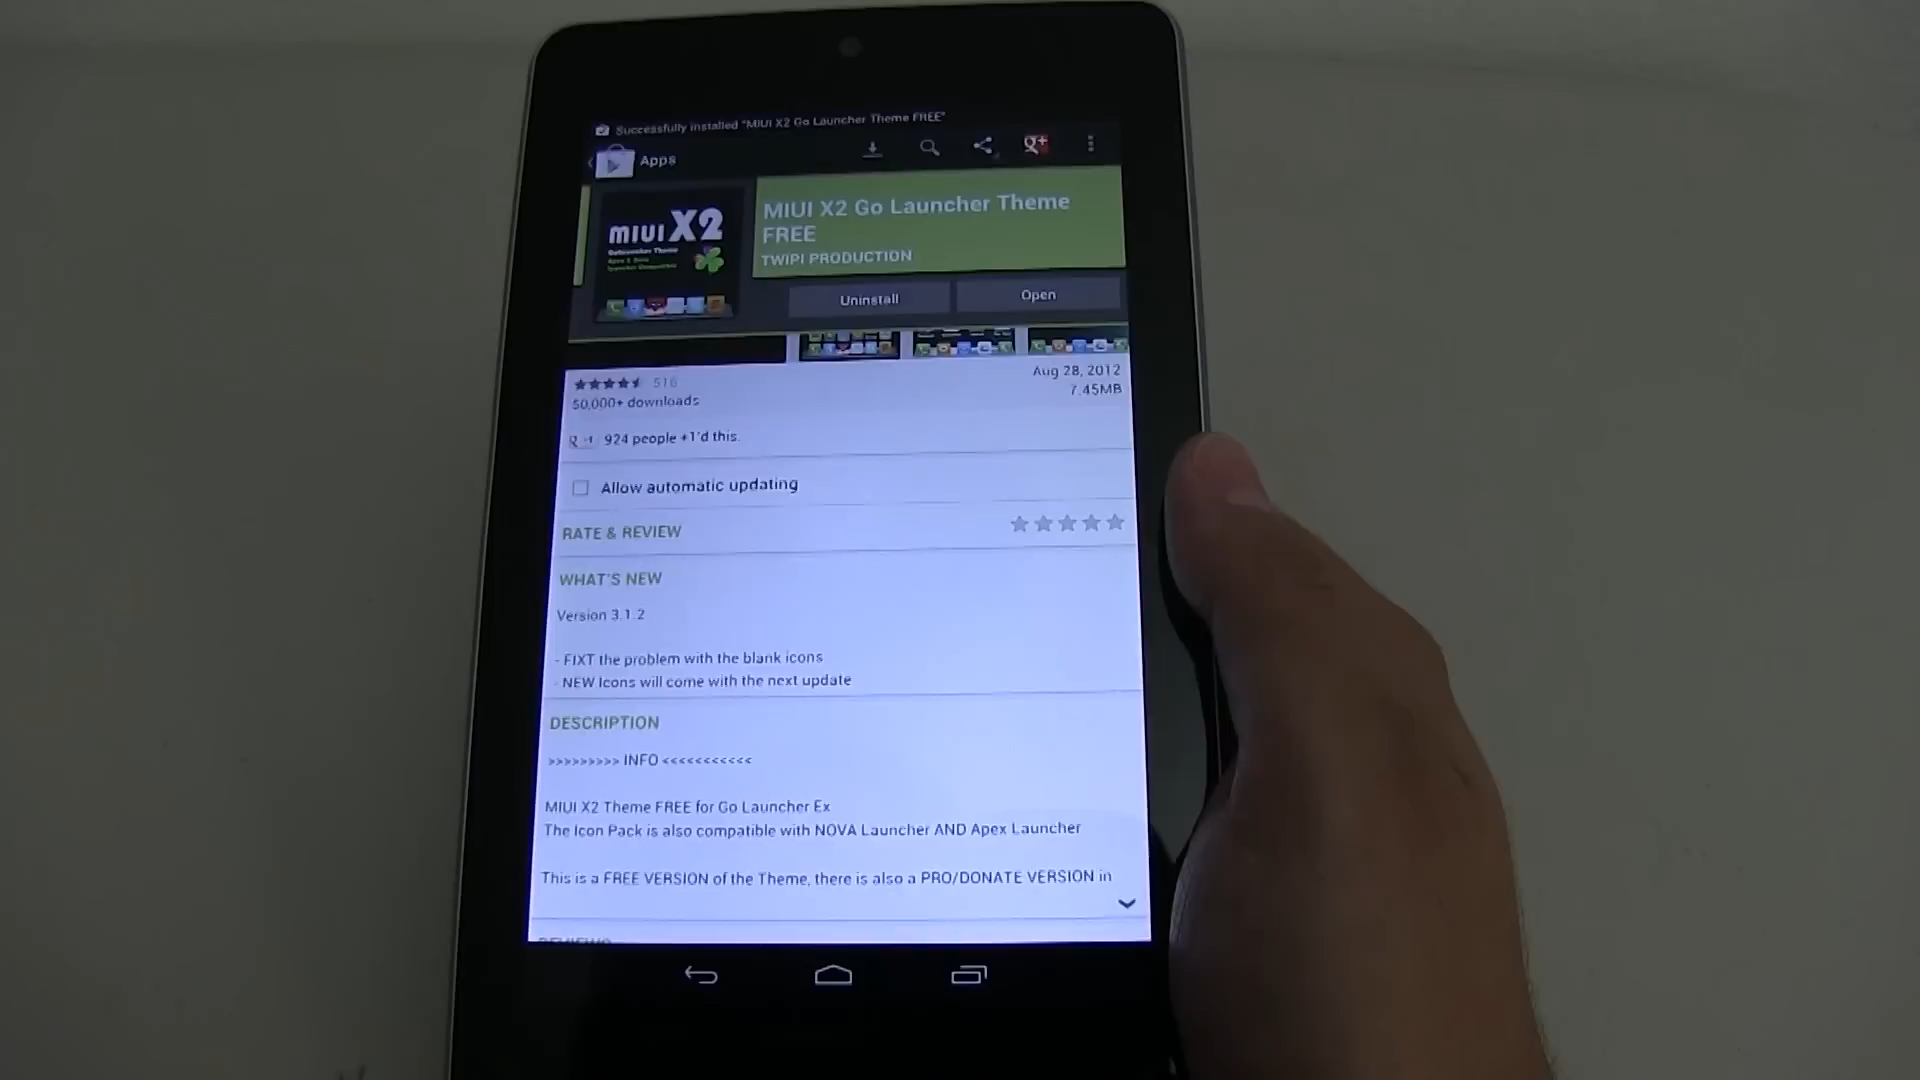 Successfully installed "MIUI X2 Go Launcher Theme FREE"
Apps
g+
MIUI X2
MIUI X2 Go Launcher Theme
FREE
TWIPI PRODUCTION
Uninstall
Open
516
Aug 28, 2012
50,000+ downloads
7.45MB
924 people +1'd this.
Allow automatic updating
RATE & REVIEW
WHAT'S NEW
Version 3.1.2
- FIXT the problem with the blank icons
- NEW Icons will come with the next update
DESCRIPTION
>>>>>>>>> INFO <<<<<<<<<<<
MIUI X2 Theme FREE for Go Launcher Ex
The Icon Pack is also compatible with NOVA Launcher AND Apex Launcher
This is a FREE VERSION of the Theme, there is also a PRO/DONATE VERSION in